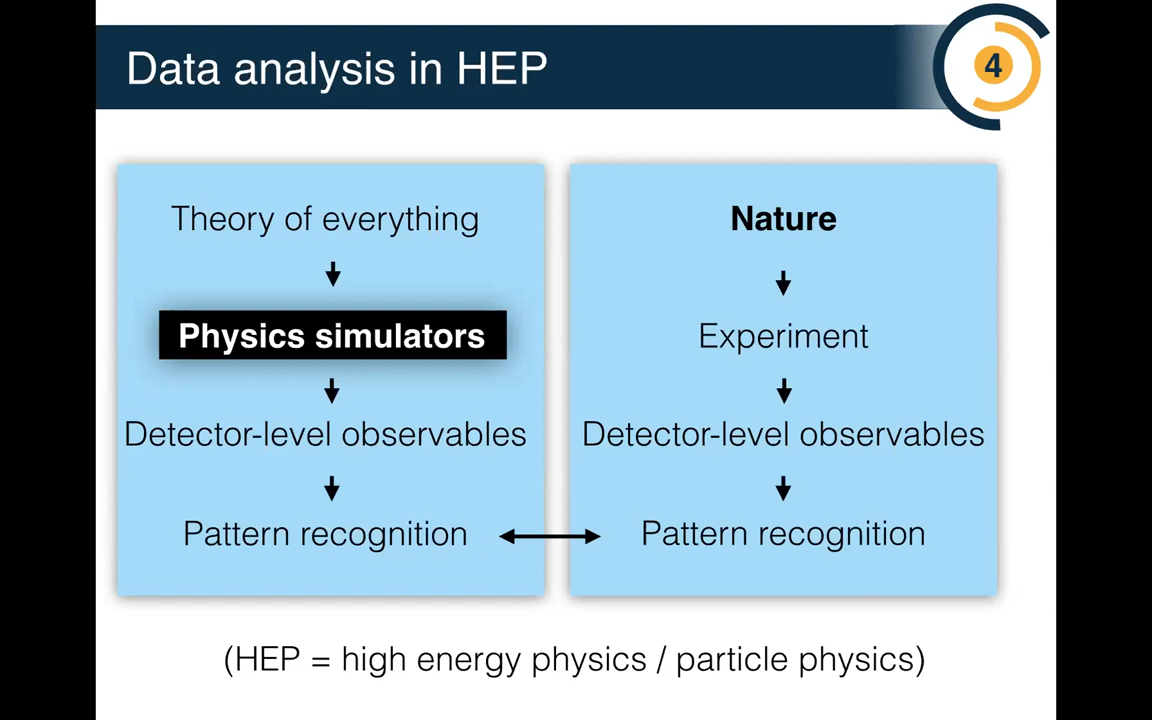 Data analysis in HEP
4
Theory of everything
Physics simulators
Detector-level observables
Pattern recognition
Nature
Experiment
Detector-level observables
Pattern recognition
(HEP = high energy physics / particle physics)